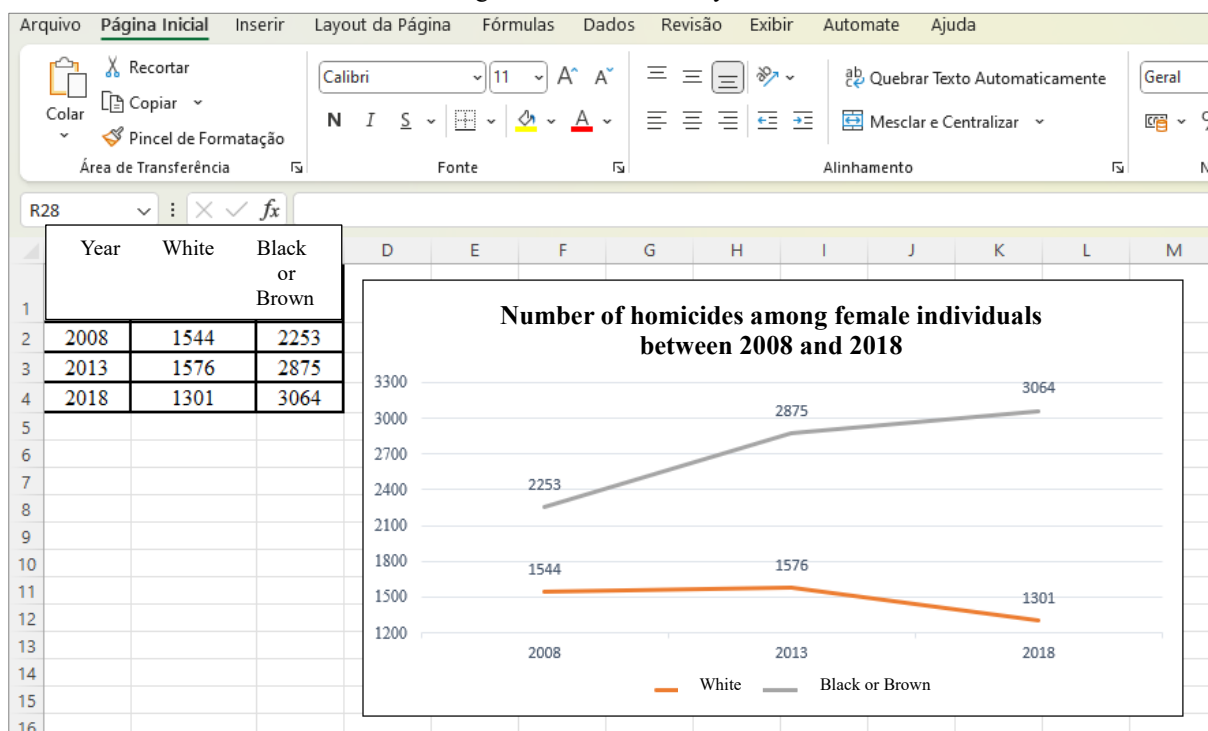 Arquivo Página Inicial Inserir Layout da Página Fórmulas Dados Revisão Exibir Automate Ajuda
Recortar
Copiar
Pincel de Formatação
Colar
Área de Transferência
Calibri 11 A A
N I S A
Fonte
Alinhamento
ab Quebrar Texto Automaticamente
Mesclar e Centralizar
Geral
R28 fx
D E F G H I J K L M
Year White Black
or
Brown
1
2 2008 1544 2253
3 2013 1576 2875
4 2018 1301 3064
5
6
7
8
9
10
11
12
13
14
15
16
Number of homicides among female individuals
between 2008 and 2018
3300
3000
2700
2400
2100
1800
1500
1200
2253 2875 3064
1544 1576 1301
2008 2013 2018
White Black or Brown